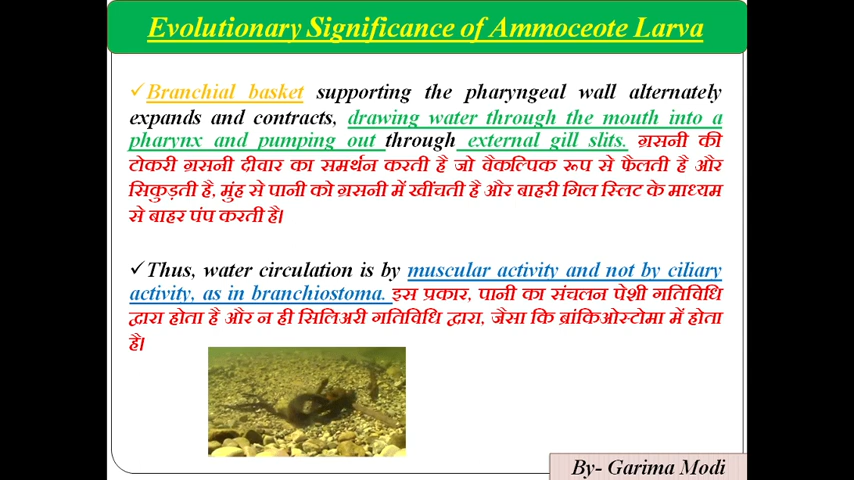 Evolutionary Significance of Ammoceote Larva
✓Branchial basket supporting the pharyngeal wall alternately
expands and contracts, drawing water through the mouth into a
pharynx and pumping out through external gill slits. ग्रसनी की
टोकरी ग्रसनी दीवार का समर्थन करती है जो वैकल्पिक रूप से फैलती है और
सिकुड़ती है, मुंह से पानी को ग्रसनी में खींचती है और बाहरी गिल स्लिट के माध्यम
से बाहर पंप करती है।
✓Thus, water circulation is by muscular activity and not by ciliary
activity, as in branchiostoma. इस प्रकार, पानी का संचलन पेशी गतिविधि
द्वारा होता है और न ही सिलिअरी गतिविधि द्वारा, जैसा कि ब्रांकिओस्टोमा में होता
है।
By- Garima Modi